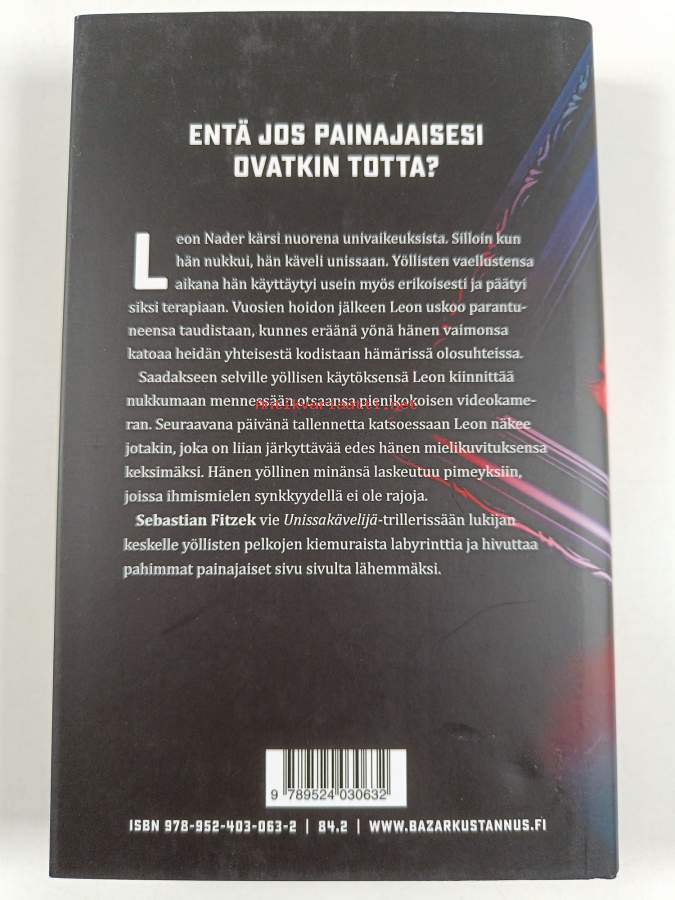 ENTÄ JOS PAINAJAISESI
OVATKIN TOTTA?
Leon Nader kärsi nuorena univaikeuksista. Silloin kun
hän nukkui, hän käveli unissaan. Yöllisten vaellustensa
aikana hän käyttäytyi usein myös erikoisesti ja päätyi
siksi terapiaan. Vuosien hoidon jälkeen Leon uskoo parantu-
neensa taudistaan, kunnes eräänä yönä hänen vaimonsa
katoaa heidän yhteisestä kodistaan hämärissä olosuhteissa.
Saadakseen selville yöllisen käytöksensä Leon kiinnittää
nukkumaan mennessään otsaansa pienikokoisen videokame-
antikvariaatti.net
ran. Seuraavana päivänä tallennetta katsoessaan Leon näkee
jotakin, joka on liian järkyttävää edes hänen mielikuvituksensa
keksimäksi. Hänen yöllinen minänsä laskeutuu pimeyksiin,
joissa ihmismielen synkkyydellä ei ole rajoja.
Sebastian Fitzek vie Unissakävelijä-trillerissään lukijan
keskelle yöllisten pelkojen kiemuraista labyrinttia ja hivuttaa
pahimmat painajaiset sivu sivulta lähemmäksi.
9 789524 030632
ISBN 978-952-403-063-2 | 84.2 | WWW.BAZARKUSTANNUS.FI